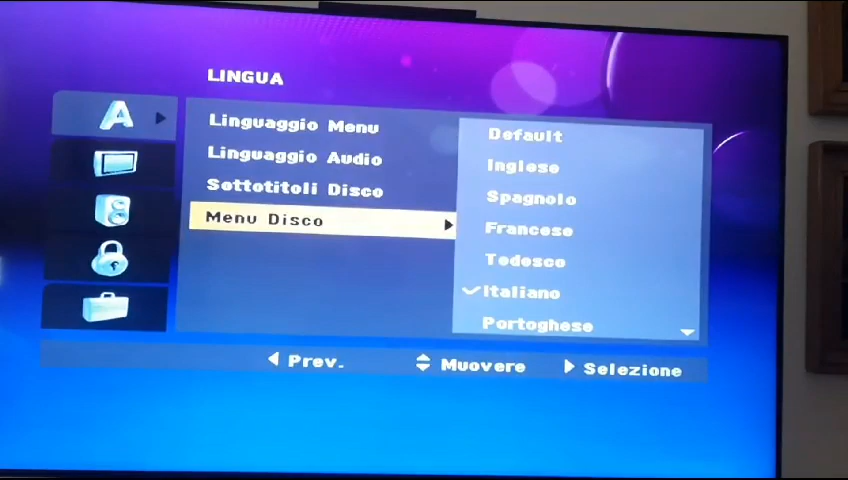 LINGUA
Linguaggio Menu
Linguaggio Audio
Sottotitoli Disco
Menu Disco
Default
Inglese
Spagnolo
Francese
Tedesco
Italiano
Portoghese
Prev.
Muovere
Selezione